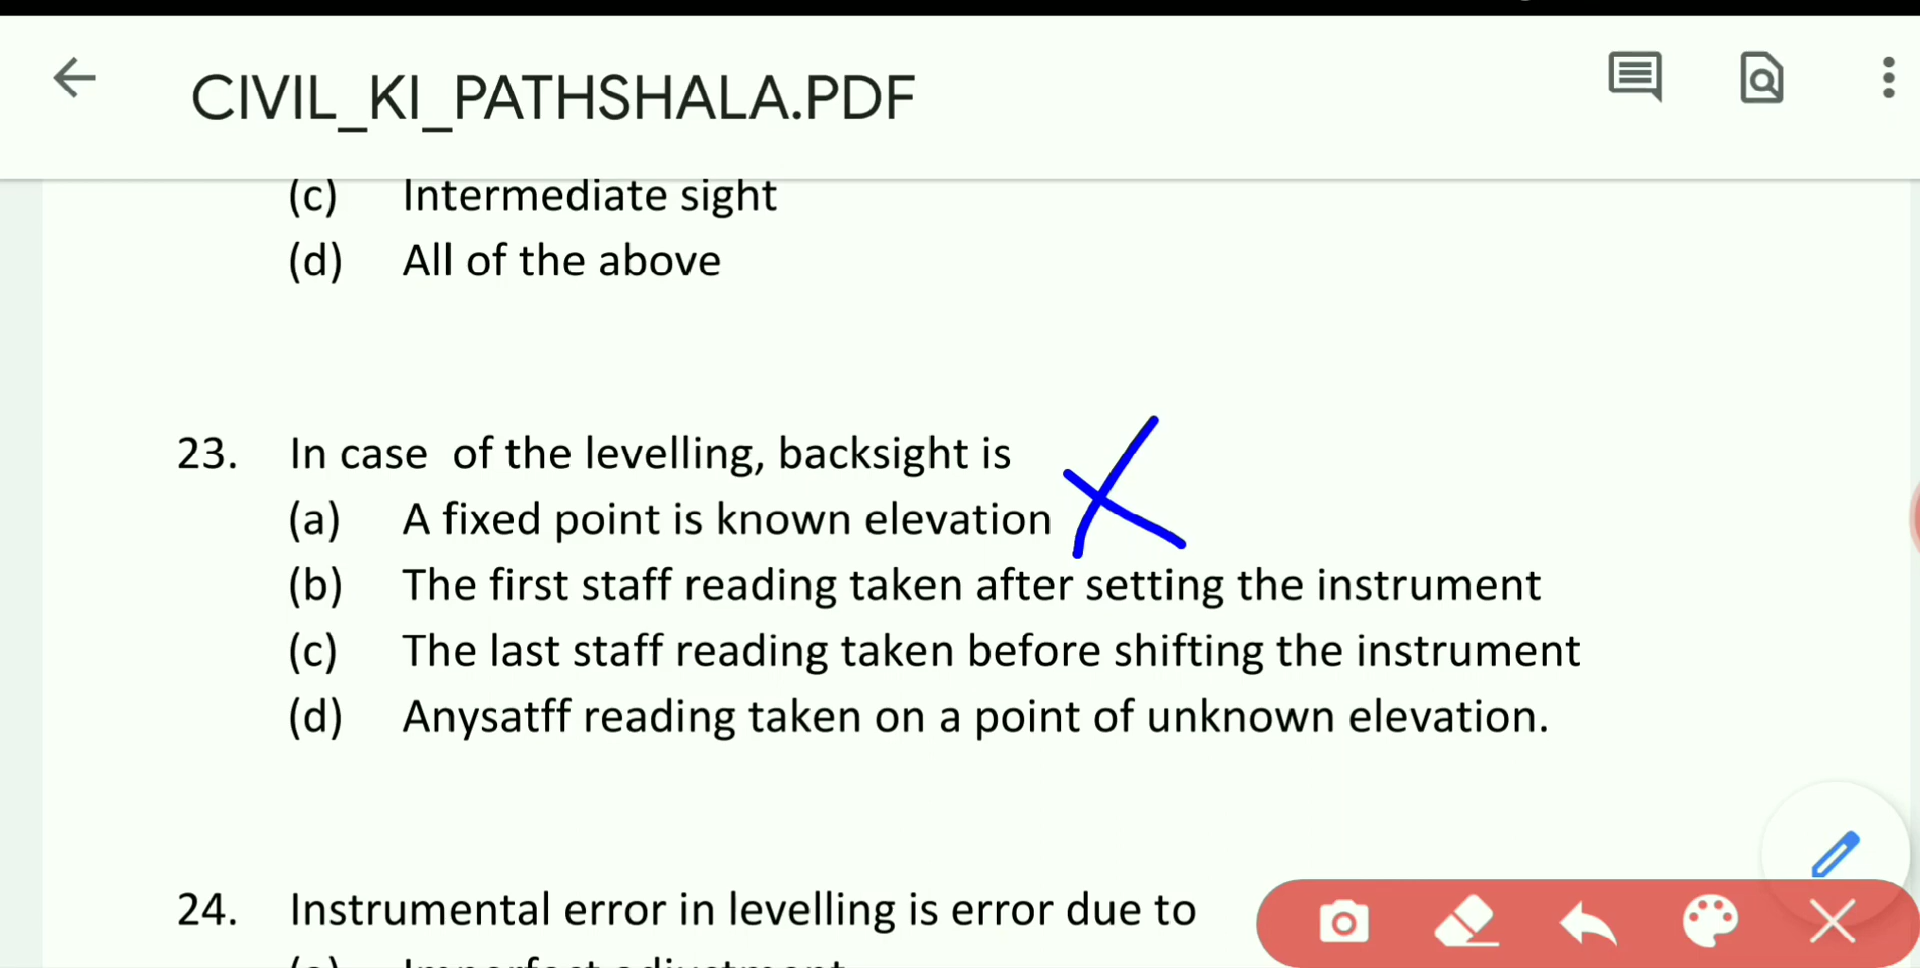 CIVIL_KI_PATHSHALA.PDF
(c) Intermediate sight
(d) All of the above
23. In case of the levelling, backsight is
(a) A fixed point is known elevation
(b) The first staff reading taken after setting the instrument
(c) The last staff reading taken before shifting the instrument
(d) Anysatff reading taken on a point of unknown elevation.
24. Instrumental error in levelling is error due to
(a) Imperfect adjustment